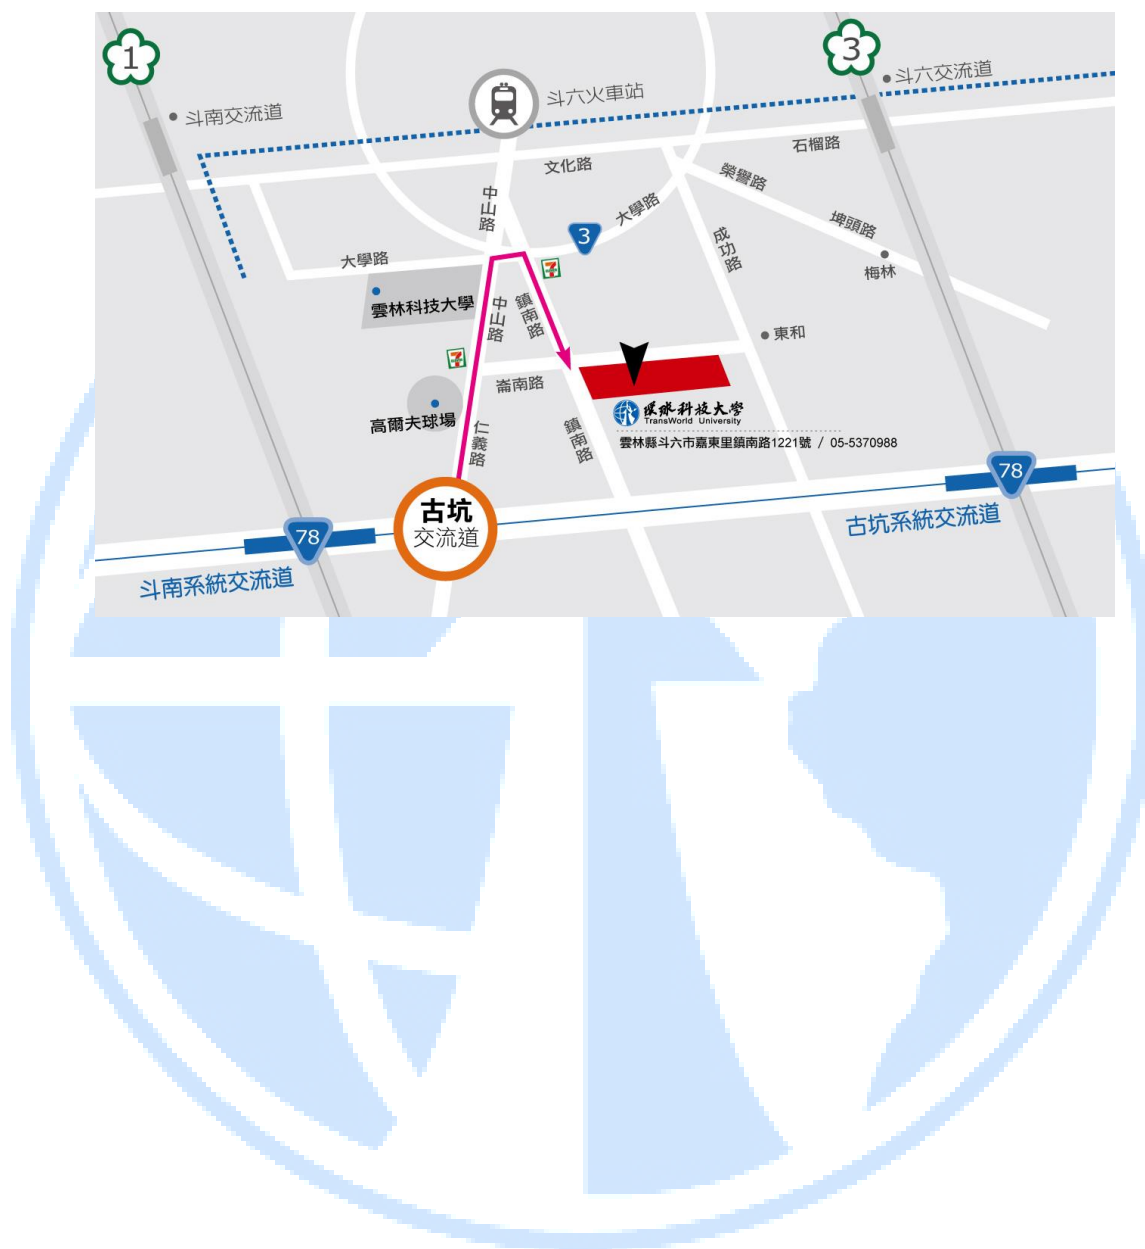 1
3
斗六交流道
斗南交流道
斗六火車站
石榴路
文化路
榮譽路
中山路
大學路
3
埤頭路
成功路
大學路
梅林
7
ELEVEN
雲林科技大學
中山路
鎮南路
東和
7
ELEVEN
崙南路
高爾夫球場
環球科技大學
TransWorld University
仁義路
鎮南路
雲林縣斗六市嘉東里鎮南路1221號 / 05-5370988
78
古坑
交流道
古坑系統交流道
78
斗南系統交流道